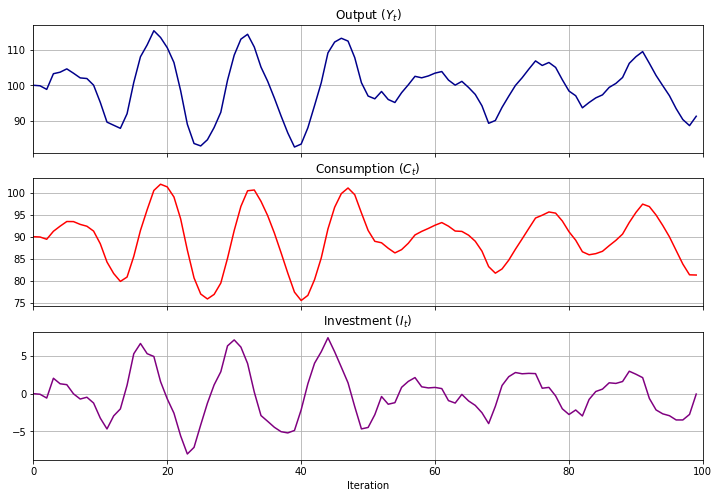 Output (Y_t)
110
100
90
Consumption (C_t)
100
95
90
85
80
75
Investment (I_t)
5
0
−5
0 20 40 60 80 100
Iteration